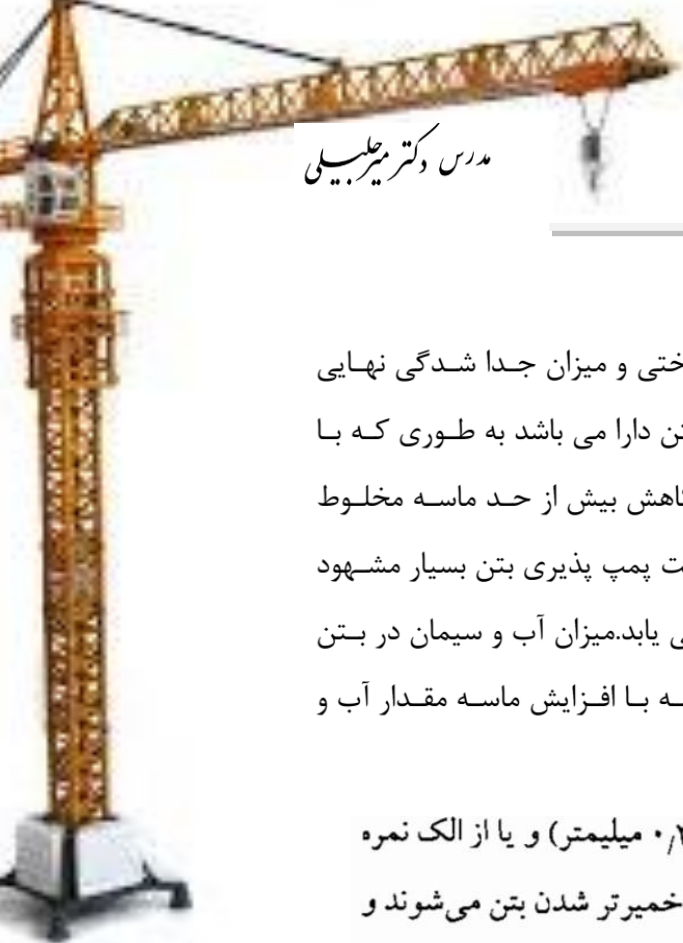 مدرس دکتر میرجلیلی
ختی و میزان جدا شدگی نهایی
تن دارا می باشد به طوری که با
کاهش بیش از حد ماسه مخلوط
ت پمپ پذیری بتن بسیار مشهود
ی یابد.میزان آب و سیمان در بتن
ه با افزایش ماسه مقدار آب و
میلیمتر) و یا از الک نمره
خمیرتر شدن بتن می‌شوند و